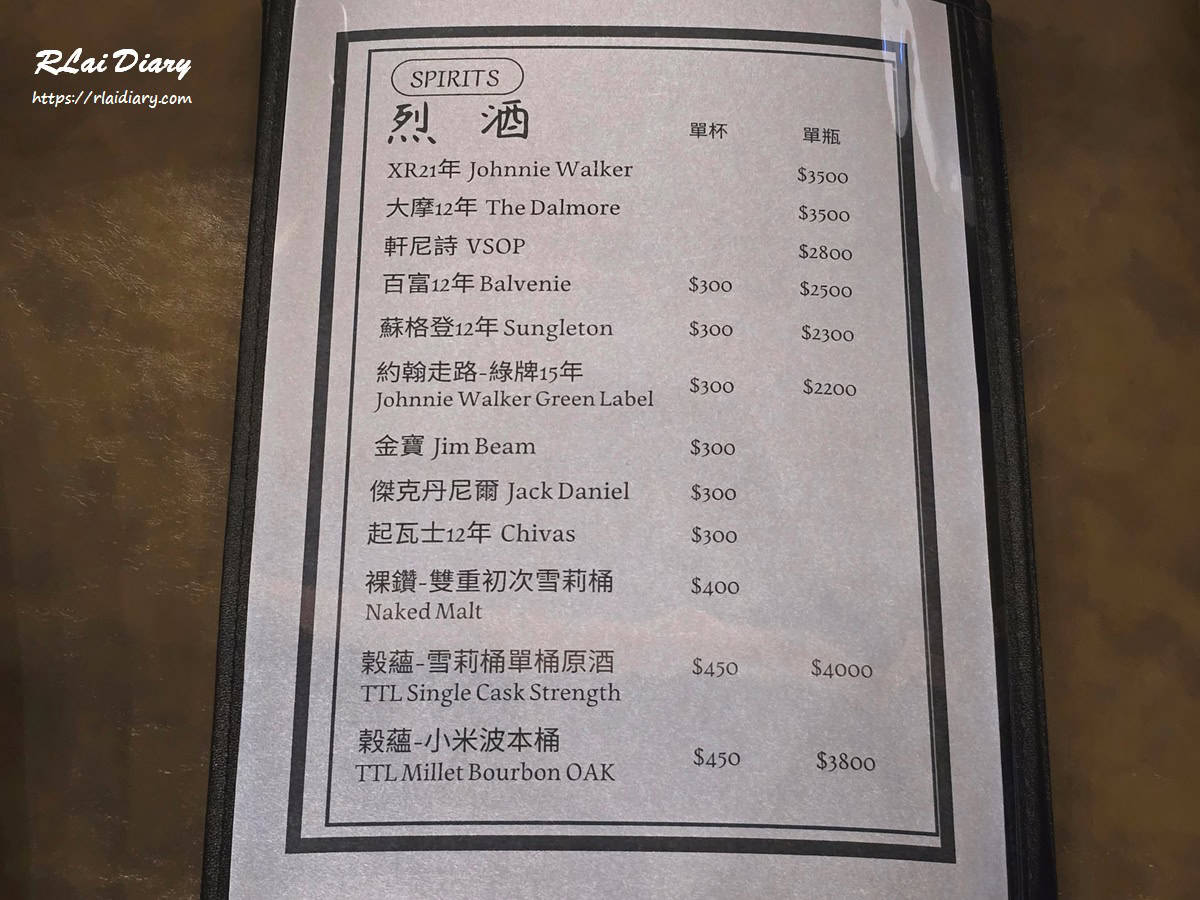 RLai Diary
https://rlaidiary.com
SPIRITS
烈 酒 單杯 單瓶
XR21年 Johnnie Walker $3500
大摩12年 The Dalmore $3500
軒尼詩 VSOP $2800
百富12年 Balvenie $300 $2500
蘇格登12年 Sungleton $300 $2300
約翰走路-綠牌15年
Johnnie Walker Green Label $300 $2200
金寶 Jim Beam $300
傑克丹尼爾 Jack Daniel $300
起瓦士12年 Chivas $300
裸鑽-雙重初次雪莉桶 $400
Naked Malt
穀蘊-雪莉桶單桶原酒 $450 $4000
TTL Single Cask Strength
穀蘊-小米波本桶 $450 $3800
TTL Millet Bourbon OAK